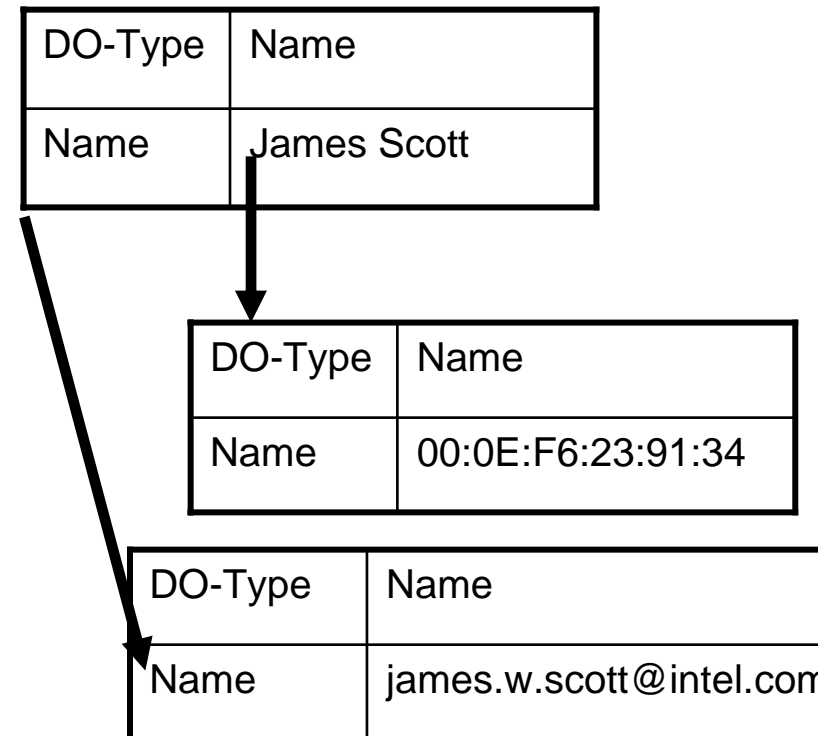 DO-Type Name
Name James Scott
DO-Type Name
Name 00:0E:F6:23:91:34
DO-Type Name
Name james.w.scott@intel.com